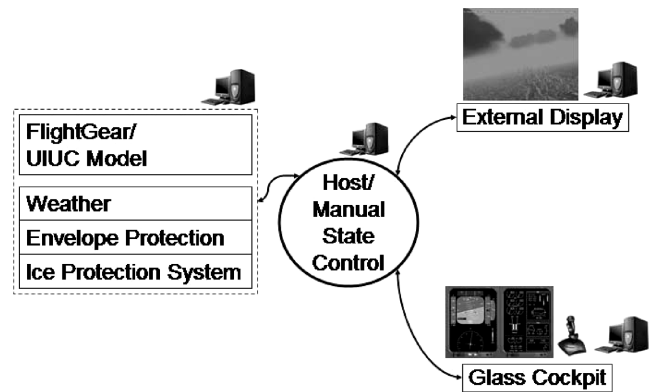 FlightGear/
UIUC Model
Weather
Envelope Protection
Ice Protection System
Host/
Manual
State
Control
External Display
Glass Cockpit